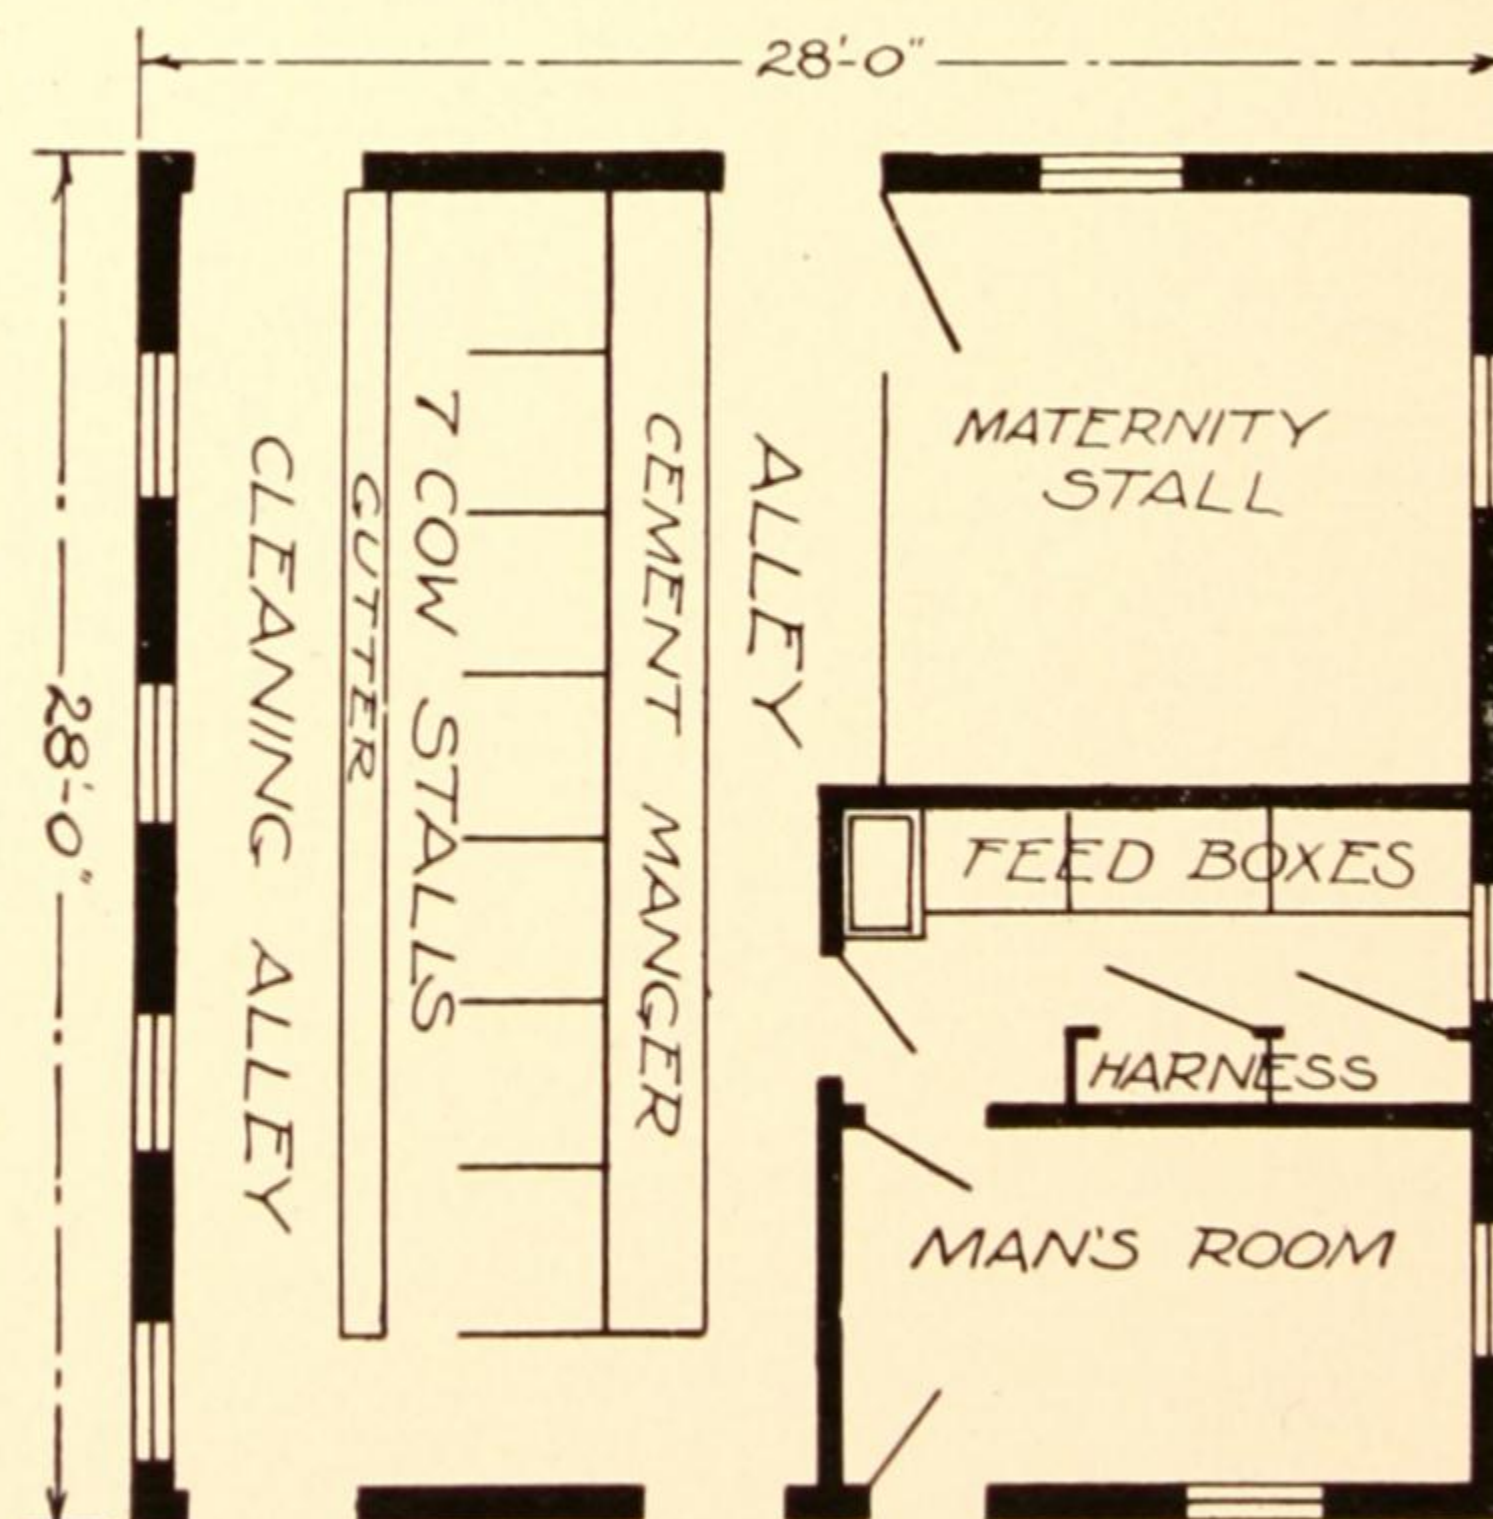 28'-0"
28'-0"
CLEANING ALLEY
GUTTER
7 COW STALLS
CEMENT MANGER
ALLEY
MATERNITY
STALL
FEED BOXES
HARNESS
MAN'S ROOM